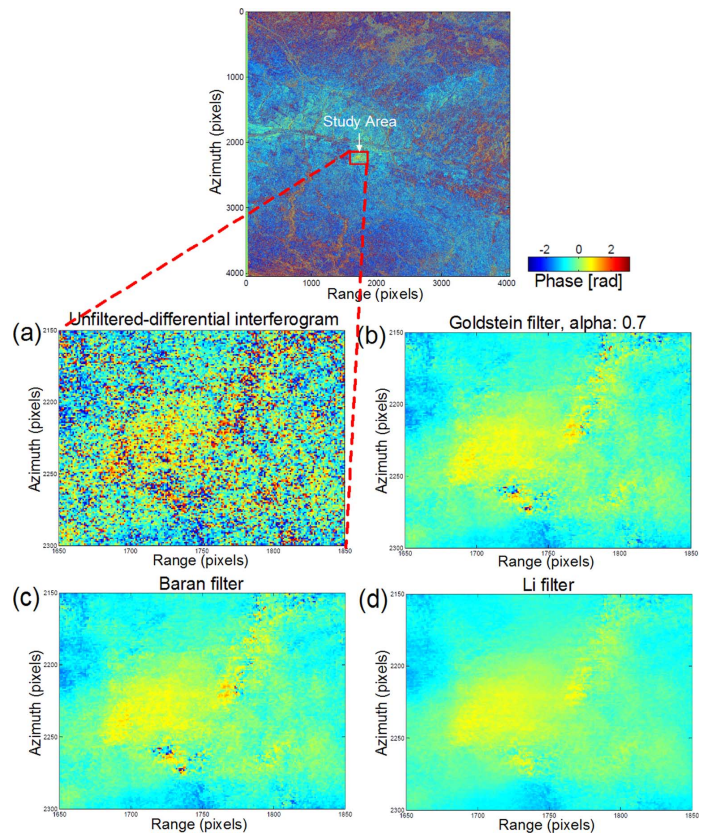 0
1000
2000
3000
4000
Azimuth (pixels)
Study Area
0 1000 2000 3000 4000
Range (pixels)
-2 0 2
Phase [rad]
(a) Unfiltered-differential interferogram
2150
2200
2250
2300
Azimuth (pixels)
1650 1700 1750 1800 1850
Range (pixels)
(b) Goldstein filter, alpha: 0.7
2150
2200
2250
2300
Azimuth (pixels)
1650 1700 1750 1800 1850
Range (pixels)
(c) Baran filter
2150
2200
2250
2300
Azimuth (pixels)
1650 1700 1750 1800 1850
Range (pixels)
(d) Li filter
2150
2200
2250
2300
Azimuth (pixels)
1650 1700 1750 1800 1850
Range (pixels)